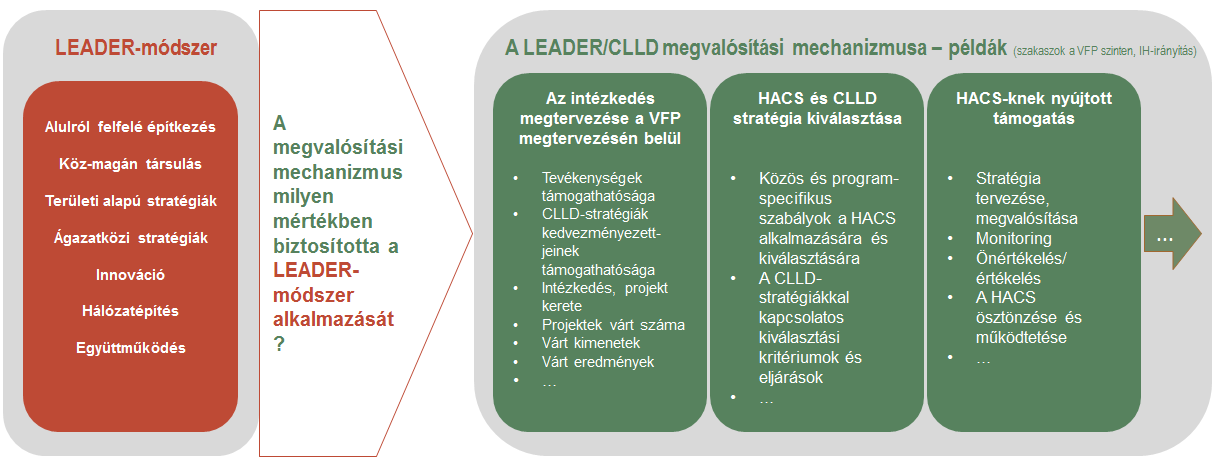 LEADER-módszer
Alulról felfelé építkezés
Köz-magán társulás
Területi alapú stratégiák
Ágazatközi stratégiák
Innováció
Hálózatépítés
Együttműködés
A
megvalósítási
mechanizmus
milyen
mértékben
biztosította a
LEADER-
módszer
alkalmazását
?
A LEADER/CLLD megvalósítási mechanizmusa – példák (szakaszok a VFP szinten, IH-irányítás)
Az intézkedés
megtervezése a VFP
megtervezésén belül
• Tevékenységek
támogathatósága
• CLLD-stratégiák
kedvezményezett-
jeinek
támogathatósága
• Intézkedés, projekt
kerete
• Projektek várt száma
• Várt kimenetek
• Várt eredmények
• …
HACS és CLLD
stratégia kiválasztása
• Közös és program-
specifikus
szabályok a HACS
alkalmazására és
kiválasztására
• A CLLD-
stratégiákkal
kapcsolatos
kiválasztási
kritériumok és
eljárások
• …
HACS-knek nyújtott
támogatás
• Stratégia
tervezése,
megvalósítása
• Monitoring
• Önértékelés/
értékelés
• A HACS
ösztönzése és
működtetése
• …
…